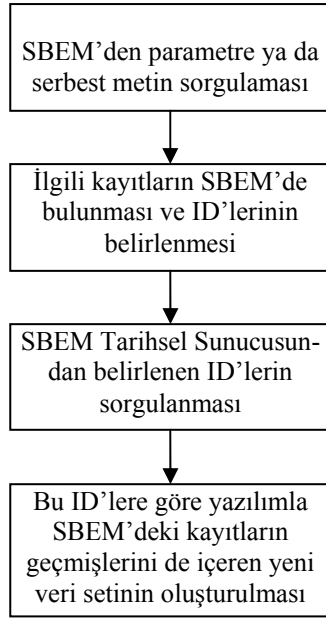 SBEM’den parametre ya da
serbest metin sorgulaması
İlgili kayıtların SBEM’de
bulunması ve ID’lerinin
belirlenmesi
SBEM Tarihsel Sunucusun-
dan belirlenen ID’lerin
sorgulanması
Bu ID’lere göre yazılımla
SBEM’deki kayıtların
geçmişlerini de içeren yeni
veri setinin oluşturulması